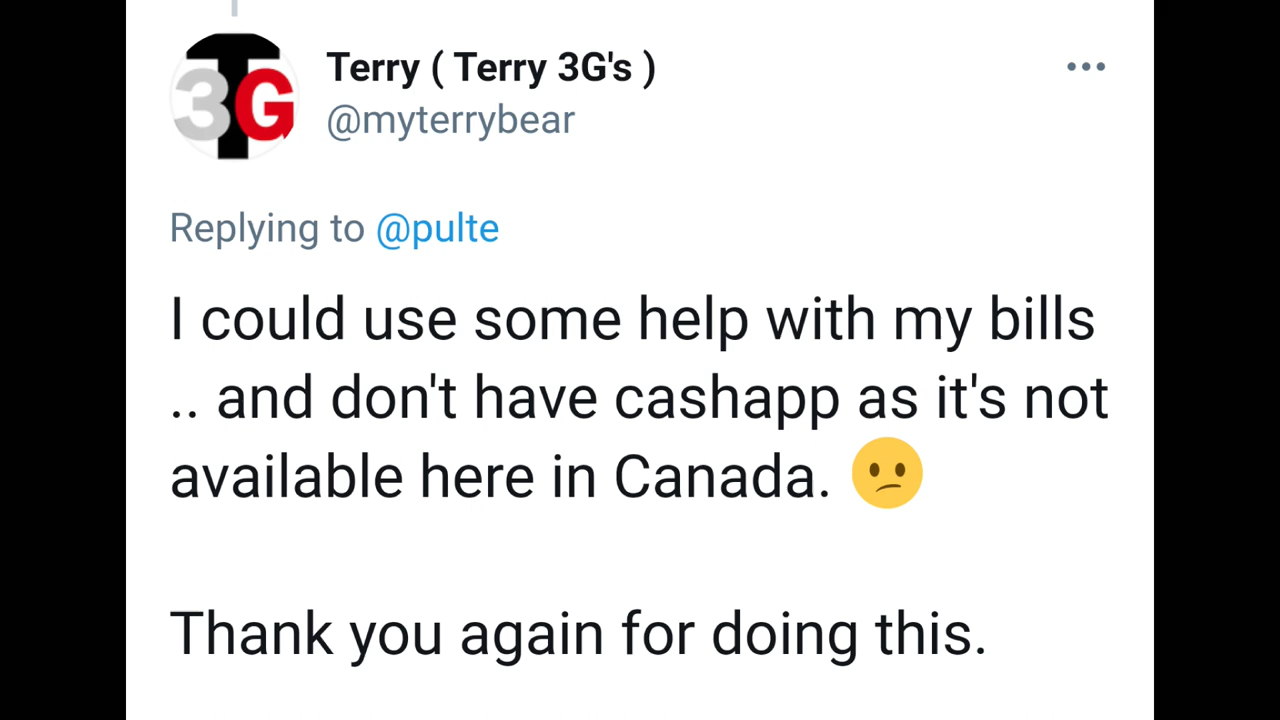 3TG
Terry ( Terry 3G's )
@myterrybear
Replying to @pulte
I could use some help with my bills
.. and don't have cashapp as it's not
available here in Canada. 😕
Thank you again for doing this.